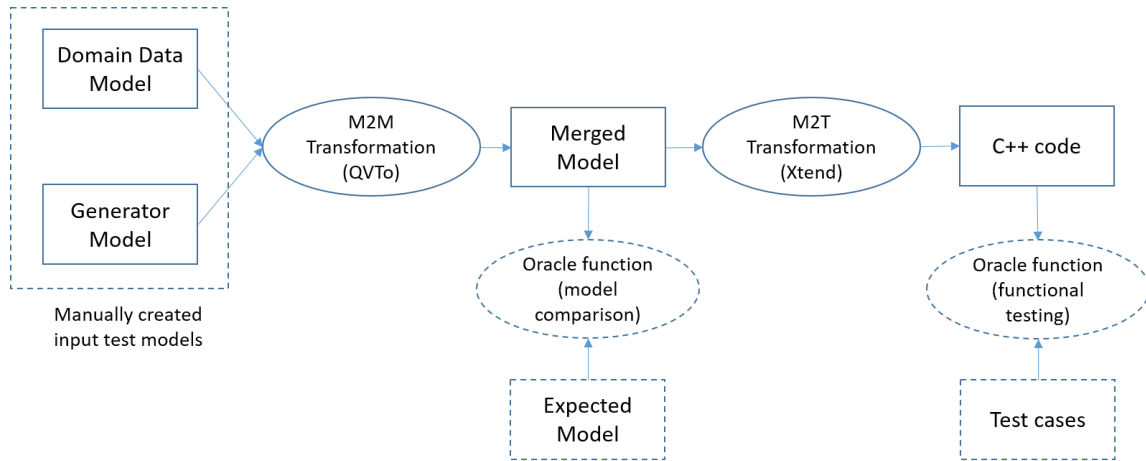 Domain Data
Model
Generator
Model
Manually created
input test models
M2M
Transformation
(QVTo)
Merged
Model
Oracle function
(model
comparison)
Expected
Model
M2T
Transformation
(Xtend)
C++ code
Oracle function
(functional
testing)
Test cases